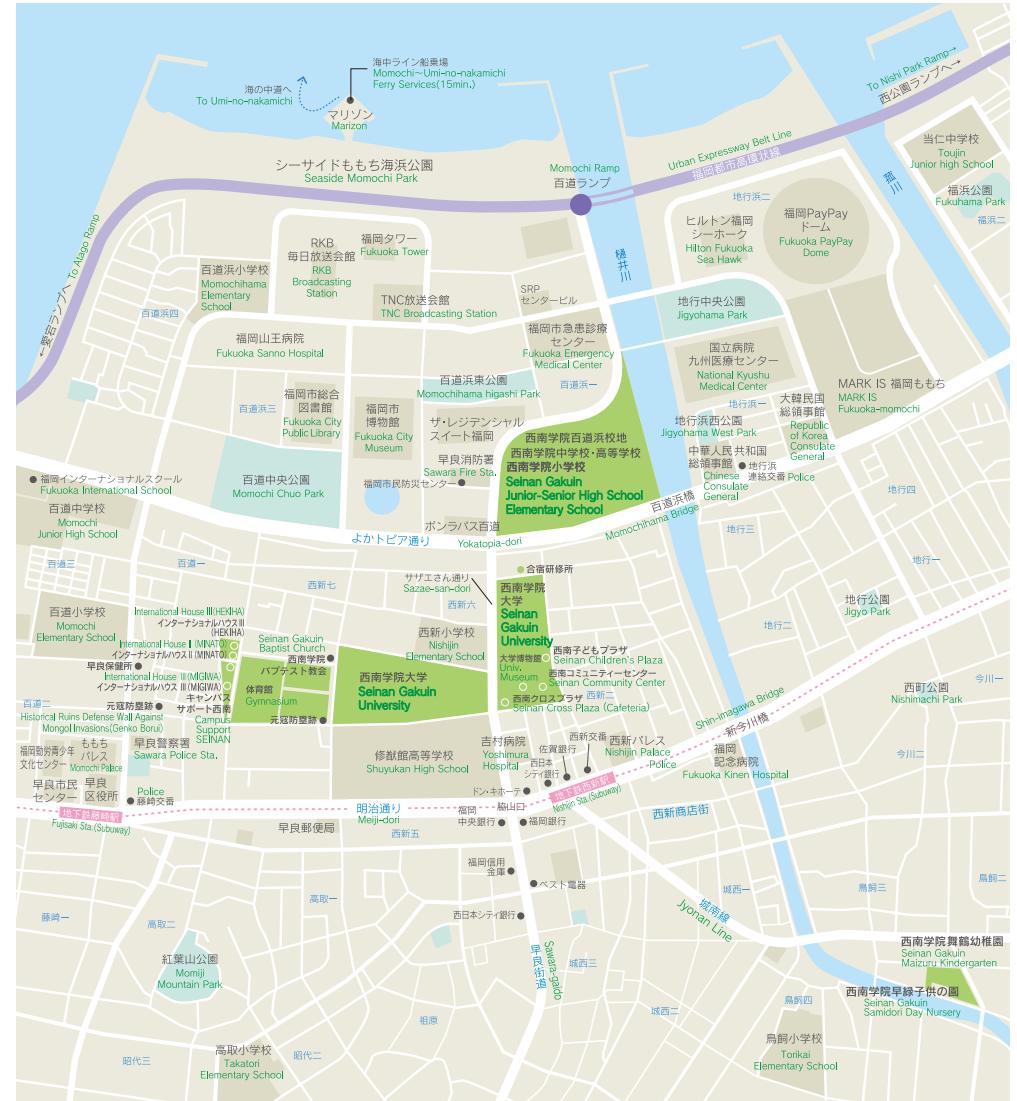 海中ライン船乗場
Momochi～Umi-no-nakamichi
Ferry Services(15min.)
海の中道へ
To Umi-no-nakamichi
マリゾン
Marizon
To Nishi Park Ramp→
西公園ランプへ→
シーサイドももち海浜公園
Seaside Momochi Park
Momochi Ramp
百道ランプ
Urban Expressway Belt Line
福岡都市高環状線
当仁中学校
Toujin
Junior high School
福浜公園
Fukuhama Park
福浜二
菰川
地行浜二
ヒルトン福岡
シーホーク
Hilton Fukuoka
Sea Hawk
福岡PayPay
ドーム
Fukuoka PayPay
Dome
樋井川
←愛宕ランプへ To Atago Ramp
RKB
毎日放送会館
RKB
Broadcasting
Station
福岡タワー
Fukuoka Tower
百道浜小学校
Momochihama
Elementary
School
百道浜四
TNC放送会館
TNC Broadcasting Station
SRP
センタービル
地行中央公園
Jigyohama Park
福岡山王病院
Fukuoka Sanno Hospital
福岡市急患診療
センター
Fukuoka Emergency
Medical Center
国立病院
九州医療センター
National Kyushu
Medical Center
百道浜東公園
Momochihama higashi Park
百道浜一
地行浜一
MARK IS 福岡ももち
MARK IS
Fukuoka-momochi
福岡市総合
図書館
Fukuoka City
Public Library
百道浜三
福岡市
博物館
Fukuoka City
Museum
ザ・レジデンシャル
スイート福岡
地行浜西公園
Jigyohama West Park
大韓民国
総領事館
Republic
of Korea
Consulate
General
西南学院百道浜校地
西南学院中学校・高等学校
西南学院小学校
Seinan Gakuin
Junior-Senior High School
Elementary School
中華人民共和国
総領事館
Chinese
Consulate
General
地行浜
連絡交番 Police
早良消防署
Sawara Fire Sta.
福岡市民防災センター
福岡インターナショナルスクール
Fukuoka International School
百道中央公園
Momochi Chuo Park
百道中学校
Momochi
Junior High School
ボンラパス百道
よかトピア通り
Yokatopia-dori
百道浜橋
Momochihama Bridge
地行四
地行三
地行一
百道三
百道一
西新七
サザエさん通り
Sazae-san-dori
西新六
合宿研修所
西南学院
大学
Seinan
Gakuin
University
地行公園
Jigyo Park
地行二
百道小学校
Momochi
Elementary School
International House Ⅲ(HEKIHA)
インターナショナルハウスⅢ
(HEKIHA)
International House Ⅱ (MINATO)
インターナショナルハウスⅡ (MINATO)
早良保健所
International House Ⅲ (MIGIWA)
インターナショナルハウスⅠ(MIGIWA)
キャンパス
サポート西南
Campus
Support
SEINAN
Seinan Gakuin
Baptist Church
西南学院
バプテスト教会
体育館
Gymnasium
西新小学校
Nishijin
Elementary School
西南学院大学
Seinan Gakuin
University
大学博物館
Univ.
Museum
西南子どもプラザ
Seinan Children's Plaza
西南コミュニティーセンター
Seinan Community Center
西南クロスプラザ
西新二
Seinan Cross Plaza (Cafeteria)
今川一
西町公園
Nishimachi Park
百道二
元寇防塁跡
Historical Ruins Defense Wall Against
Mongol Invasions(Genko Borui)
元寇防塁跡
Shin-imagawa Bridge
新今川橋
今川二
福岡勤労青少年
文化センター
ももち
パレス
Momochi Palace
早良警察署
Sawara Police Sta.
修猷館高等学校
Shuyukan High School
吉村病院
Yoshimura
Hospital
佐賀銀行
西新交番
西日本
シティ銀行
西新パレス
Nishijin Palace
Police
福岡
記念病院
Fukuoka Kinen Hospital
早良市民
センター
早良
区役所
Police
藤崎交番
地下鉄藤崎駅
Fujisaki Sta.(Subuway)
明治通り
Meiji-dori
ドン・キホーテ
地下鉄西新駅
Nishjin Sta.(Subway)
脇山口
福岡
中央銀行
福岡銀行
西新商店街
早良郵便局
西新五
福岡信用
金庫
ベスト電器
城西一
鳥飼三
鳥飼二
高取一
藤崎一
高取二
西日本シティ銀行
城南線
Jyonan Line
紅葉山公園
Momiji
Mountain Park
早良街道
Sawara-gaido
城西三
西南学院舞鶴幼稚園
Seinan Gakuin
Maizuru Kindergarten
西南学院早緑子供の園
Seinan Gakuin
Samidori Day Nursery
祖原
城西二
鳥飼四
鳥飼小学校
Torikai
Elementary School
昭代三
高取小学校
Takatori
Elementary School
昭代二